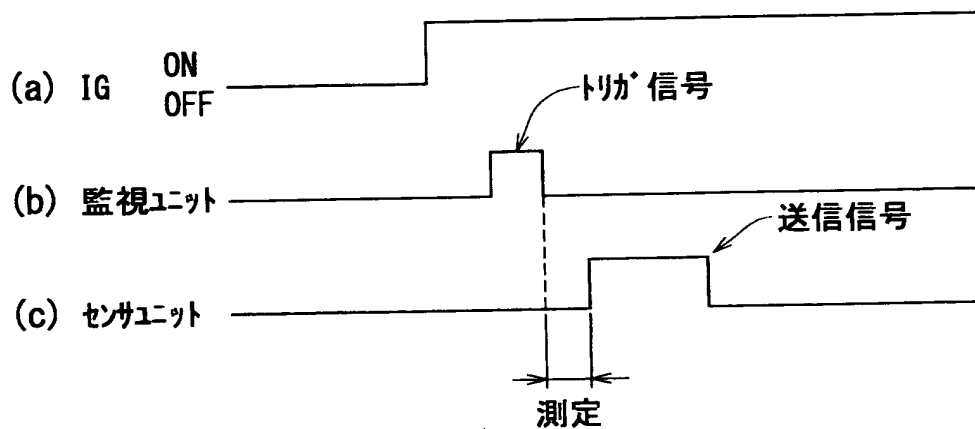 (a) IG ON
OFF
トリガ信号
(b) 監視ユニット
送信信号
(c) センサユニット
測定